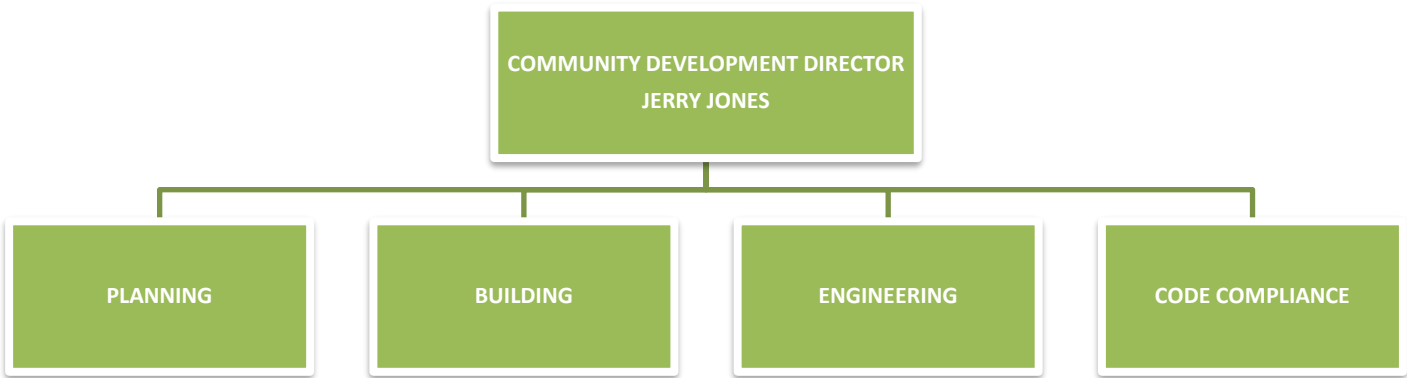 COMMUNITY DEVELOPMENT DIRECTOR
JERRY JONES
PLANNING
BUILDING
ENGINEERING
CODE COMPLIANCE